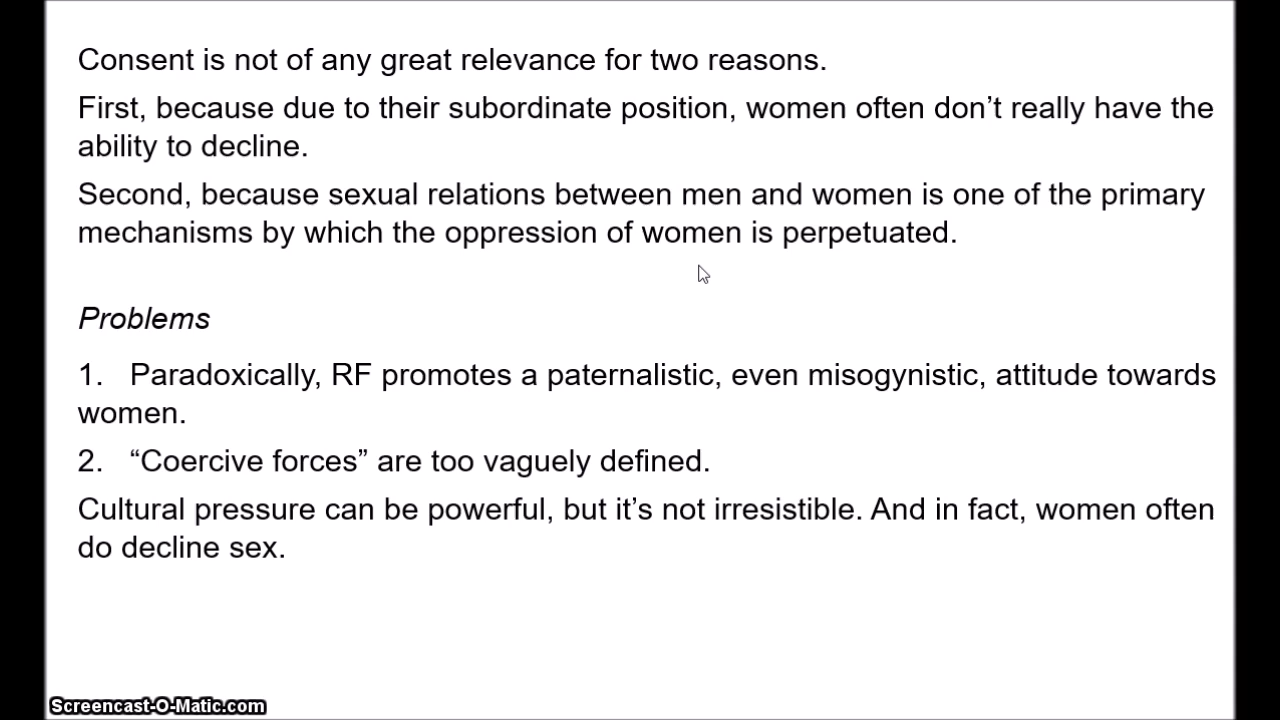 Consent is not of any great relevance for two reasons.
First, because due to their subordinate position, women often don’t really have the
ability to decline.
Second, because sexual relations between men and women is one of the primary
mechanisms by which the oppression of women is perpetuated.
Problems
1. Paradoxically, RF promotes a paternalistic, even misogynistic, attitude towards
women.
2. “Coercive forces” are too vaguely defined.
Cultural pressure can be powerful, but it’s not irresistible. And in fact, women often
do decline sex.
Screencast-O-Matic.com